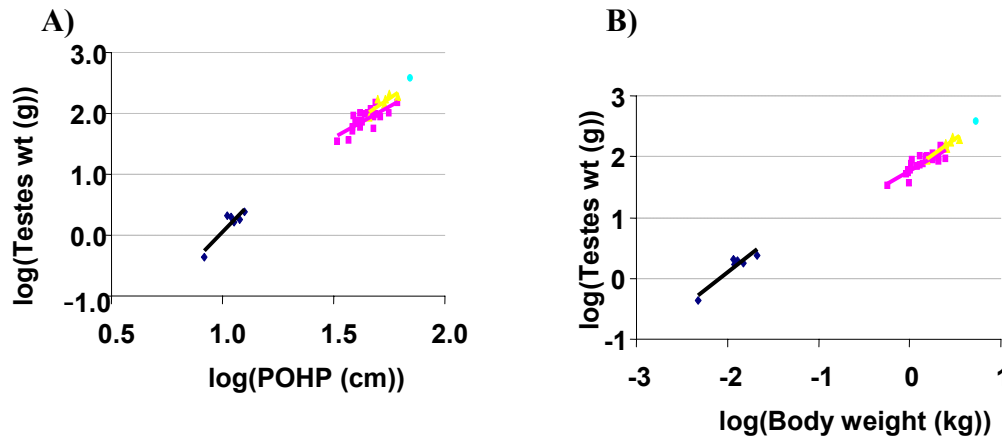 A)
log(Testes wt (g))
3.0
2.0
1.0
0.0
−1.0
0.5 1.0 1.5 2.0
log(POHP (cm))
B)
log(Testes wt (g))
3
2
1
0
−1
−3 −2 −1 0 1
log(Body weight (kg))